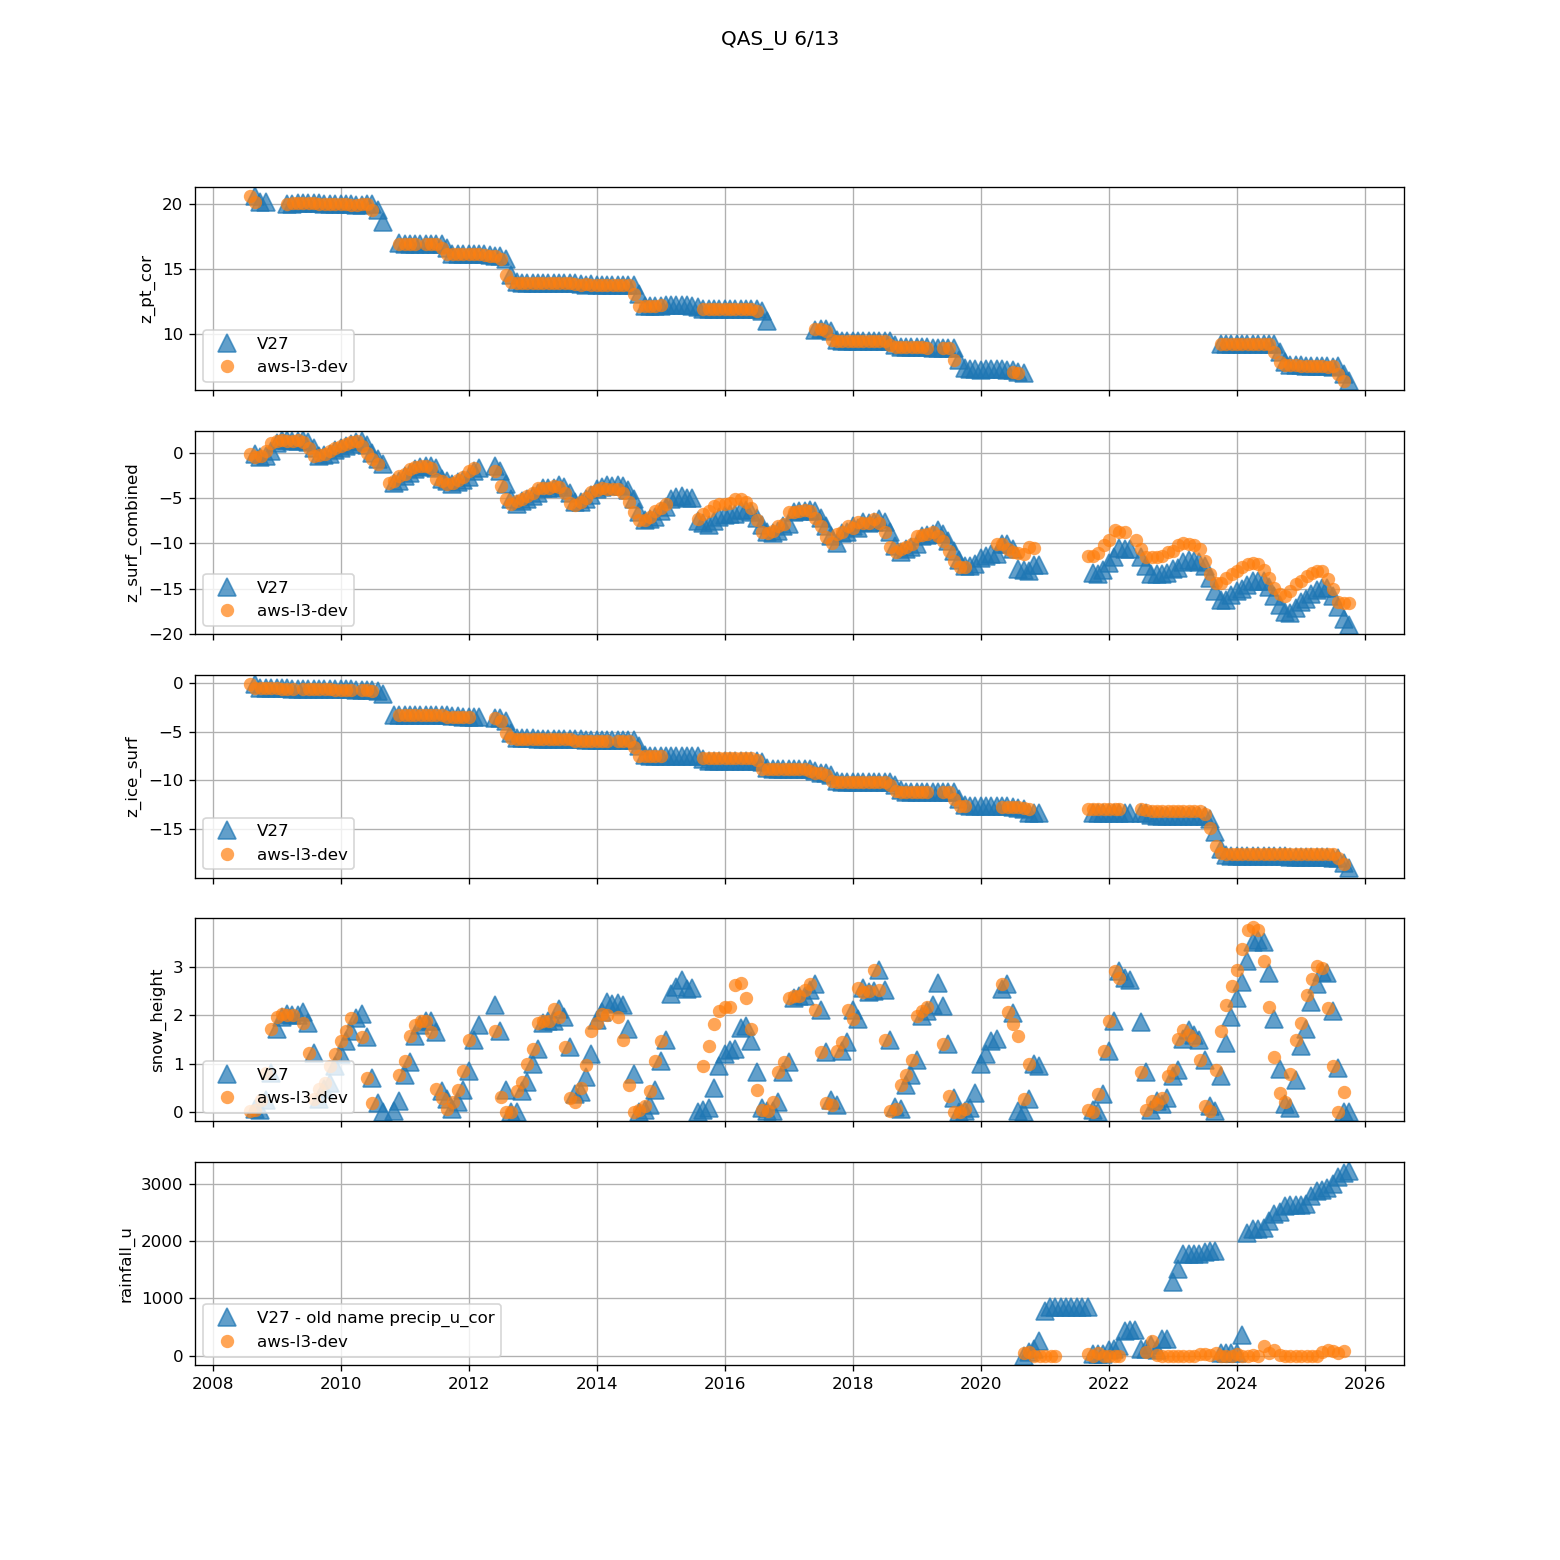 QAS_U 6/13
20
15
10
z_pt_cor
V27
aws-l3-dev
0
−5
−10
−15
−20
z_surf_combined
V27
aws-l3-dev
0
−5
−10
−15
z_ice_surf
V27
aws-l3-dev
3
2
1
0
snow_height
V27
aws-l3-dev
3000
2000
1000
0
rainfall_u
V27 - old name precip_u_cor
aws-l3-dev
2008 2010 2012 2014 2016 2018 2020 2022 2024 2026